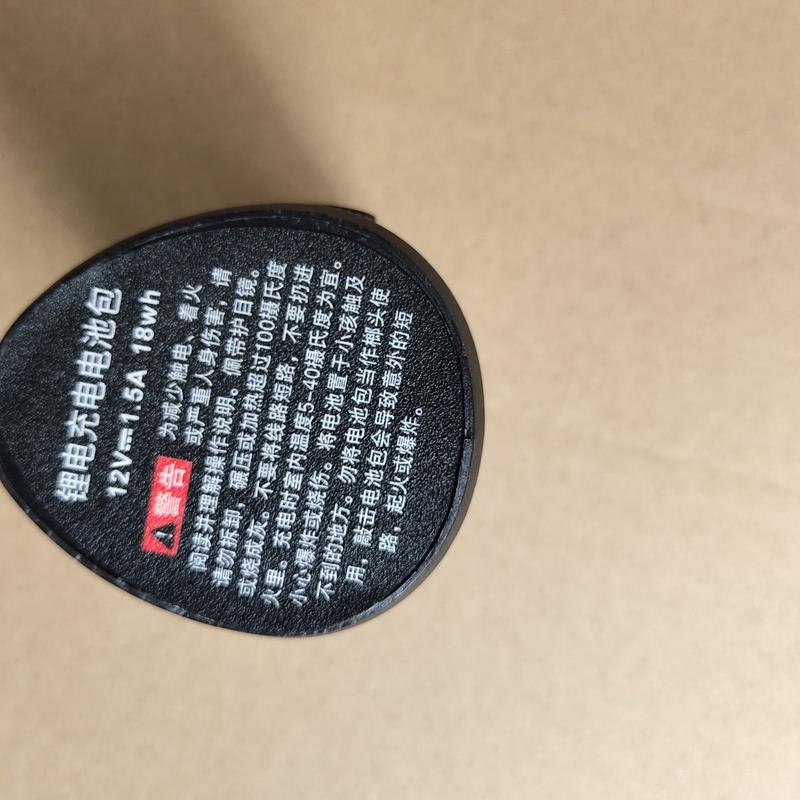 锂电充电电池包
12V⎓1.5A 18wh
警告 为减少触电、着火
或严重人身伤害，请
阅读并理解操作说明。佩带护目镜。
请勿拆卸，碾压或加热超过100摄氏度
或烧成灰。不要将线路短路，不要扔进
火里。充电时室内温度5-40摄氏度为宜。
小心爆炸或烧伤。将电池置于小孩触及
不到的地方。勿将电池包当作榔头使
用，敲击电池包会导致意外的短
路，起火或爆炸。